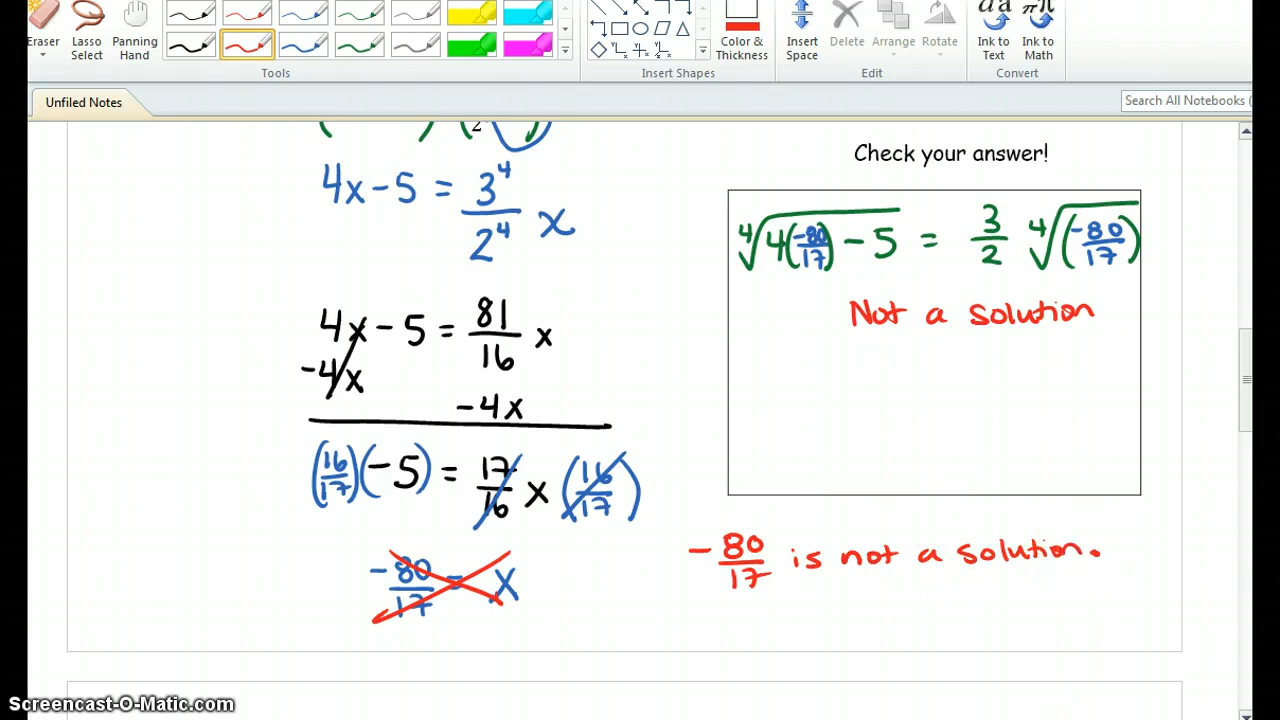 Eraser Lasso Select Panning Hand Color & Thickness Insert Space Delete Arrange Rotate Ink to Text Ink to Math
Tools Insert Shapes Edit Convert
Unfiled Notes Search All Notebooks (
2
Check your answer!
4x - 5 = 3^4/2^4 x
∜(4(-80/17) - 5) = 3/2 ∜(-80/17)
Not a solution
4x - 5 = 81/16 x
-4x -4x
(16/17)(-5) = 17/16 x (16/17)
-80/17 = x
-80/17 is not a solution.
Screencast-O-Matic.com